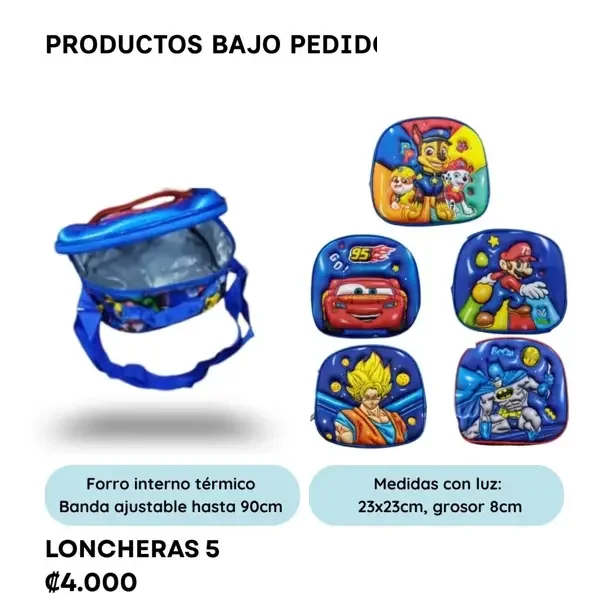 PRODUCTOS BAJO PEDIDO
95
GO!
Forro interno térmico
Banda ajustable hasta 90cm
Medidas con luz:
23x23cm, grosor 8cm
LONCHERAS 5
₡4.000